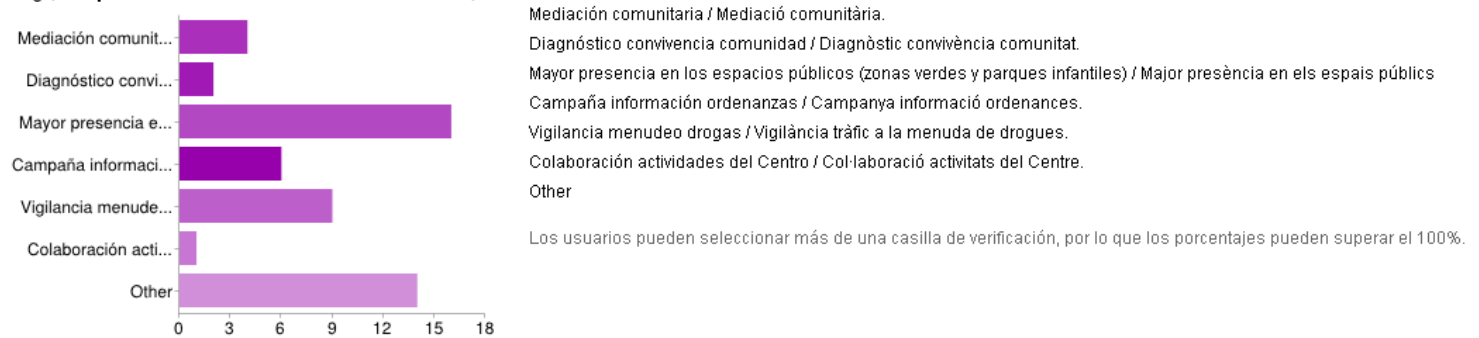 Mediación comunit...
Diagnóstico convi...
Mayor presencia e...
Campaña informaci...
Vigilancia menude...
Colaboración acti...
Other
0 3 6 9 12 15 18
Mediación comunitaria / Mediació comunitària.
Diagnóstico convivencia comunidad / Diagnòstic convivència comunitat.
Mayor presencia en los espacios públicos (zonas verdes y parques infantiles) / Major presència en els espais públics
Campaña información ordenanzas / Campanya informació ordenances.
Vigilancia menudeo drogas / Vigilància tràfic a la menuda de drogues.
Colaboración actividades del Centro / Col·laboració activitats del Centre.
Other
Los usuarios pueden seleccionar más de una casilla de verificación, por lo que los porcentajes pueden superar el 100%.